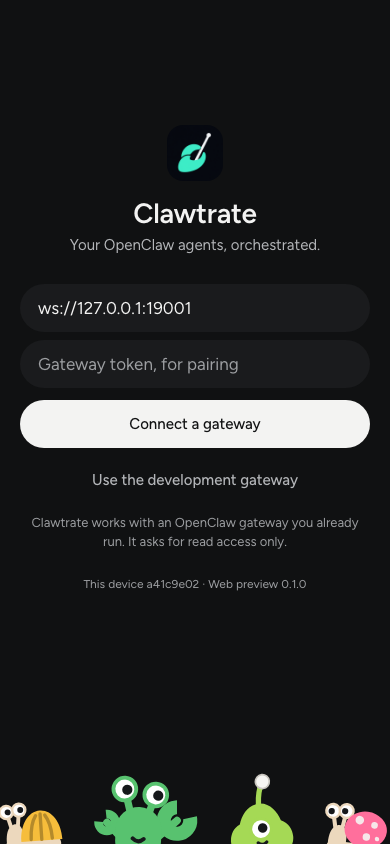 Clawtrate
Your OpenClaw agents, orchestrated.
ws://127.0.0.1:19001
Gateway token, for pairing
Connect a gateway
Use the development gateway
Clawtrate works with an OpenClaw gateway you already
run. It asks for read access only.
This device a41c9e02 · Web preview 0.1.0